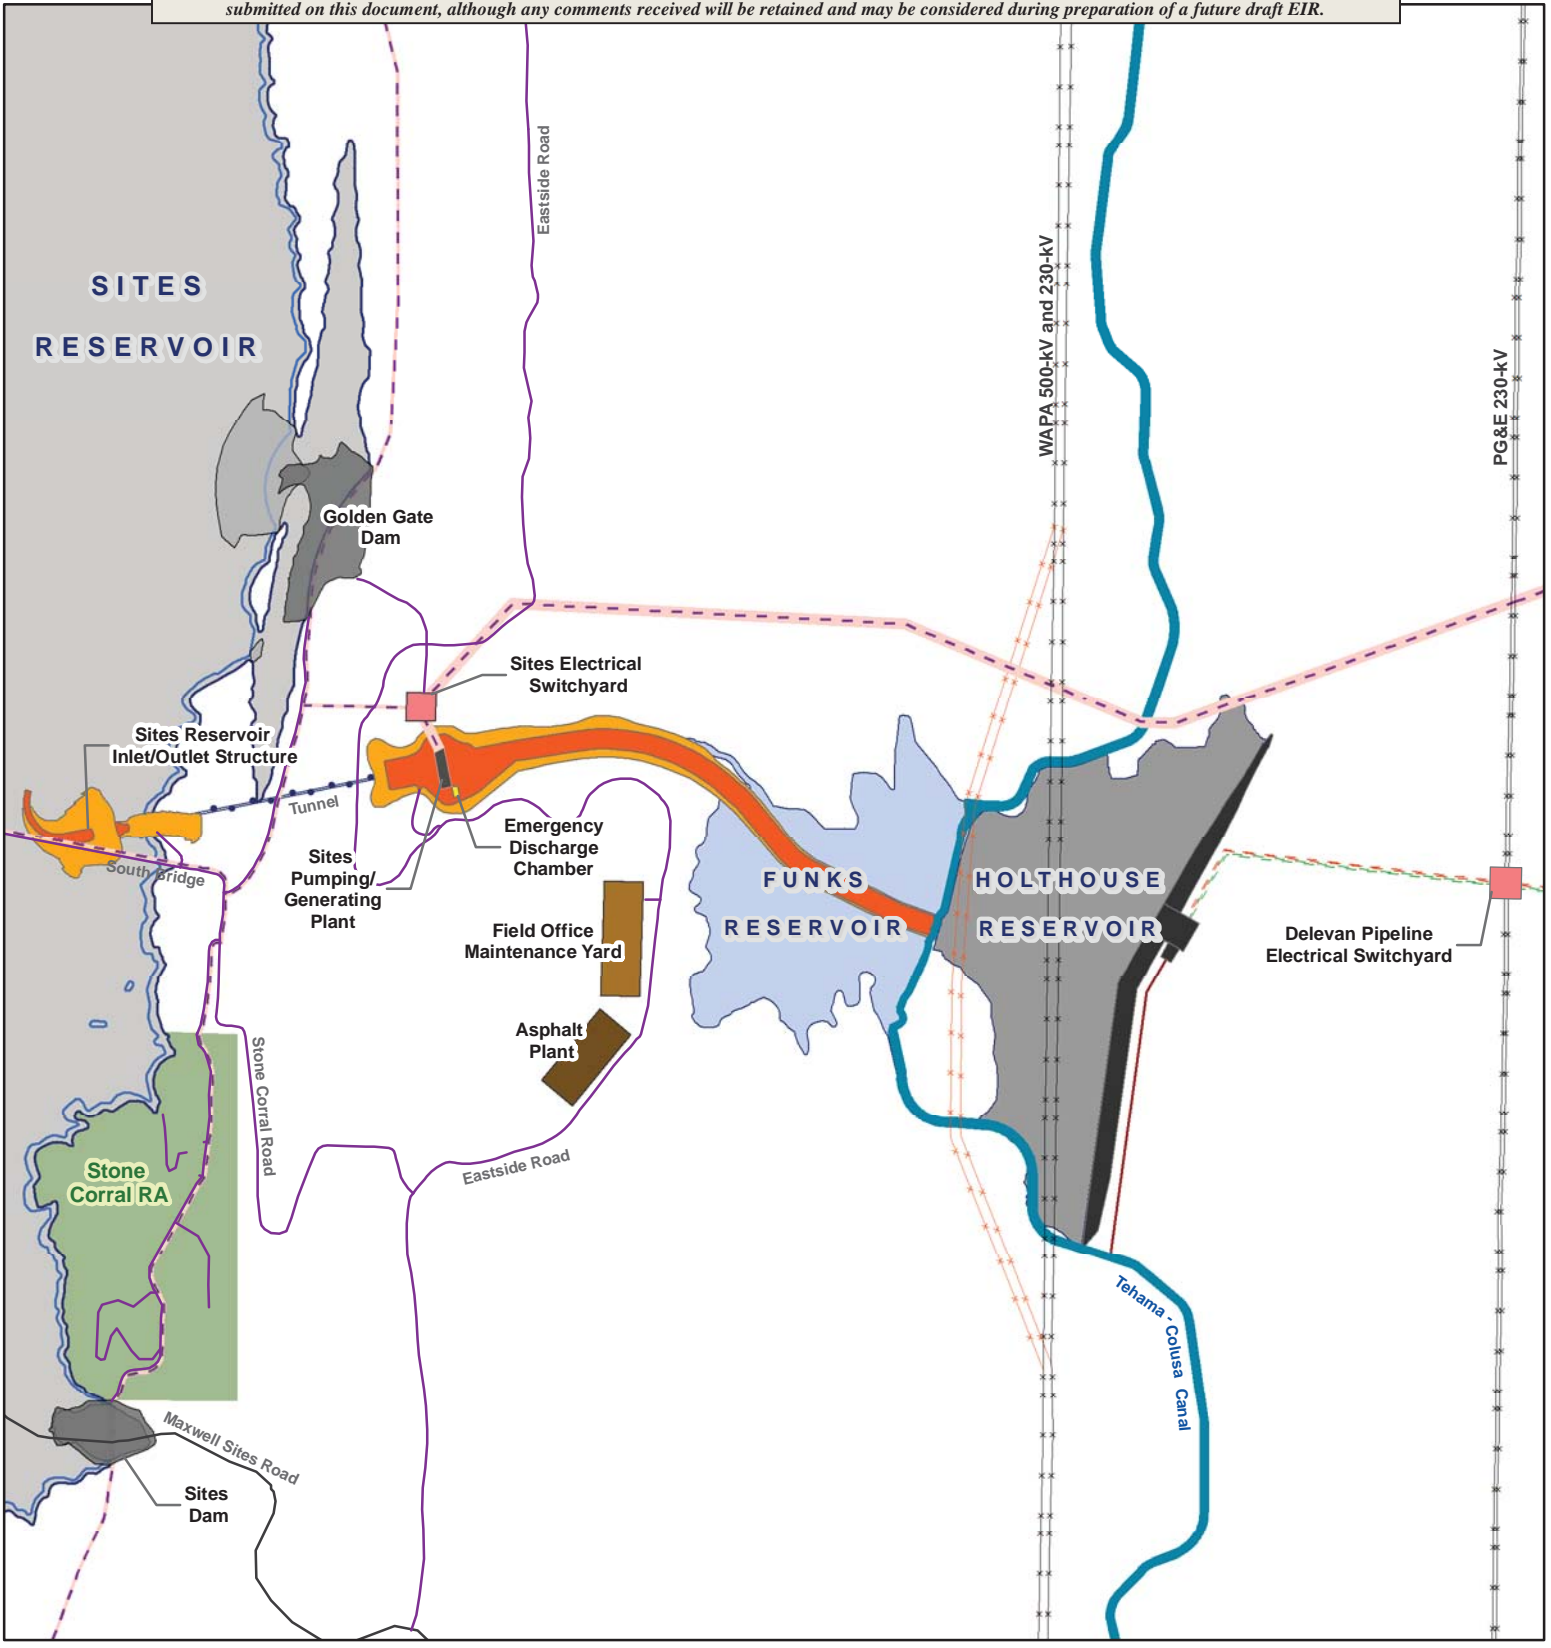 submitted on this document, although any comments received will be retained and may be considered during preparation of a future draft EIR.
Eastside Road
SITES
RESERVOIR
WAPA 500-kV and 230-kV
PG&E 230-kV
Golden Gate
Dam
Sites Electrical
Switchyard
Sites Reservoir
Inlet/Outlet Structure
Tunnel
South Bridge
Sites
Pumping/
Generating
Plant
Emergency
Discharge
Chamber
FUNKS
RESERVOIR
HOLTHOUSE
RESERVOIR
Field Office
Maintenance Yard
Delevan Pipeline
Electrical Switchyard
Asphalt
Plant
Stone Corral Road
Eastside Road
Stone
Corral RA
Tehama - Colusa Canal
Maxwell Sites Road
Sites
Dam